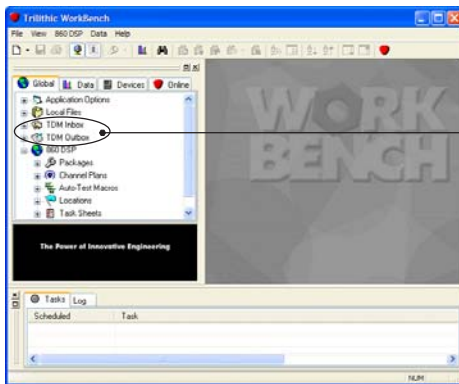 Trilithic WorkBench
File View 860 DSP Data Help
Global Data Devices Online
Application Options
Local Files
TDM Inbox
TDM Outbox
860 DSP
Packages
Channel Plans
Auto-Test Macros
Locations
Task Sheets
WORK
BENCH
The Power of Innovative Engineering
Tasks Log
Scheduled Task
NUM